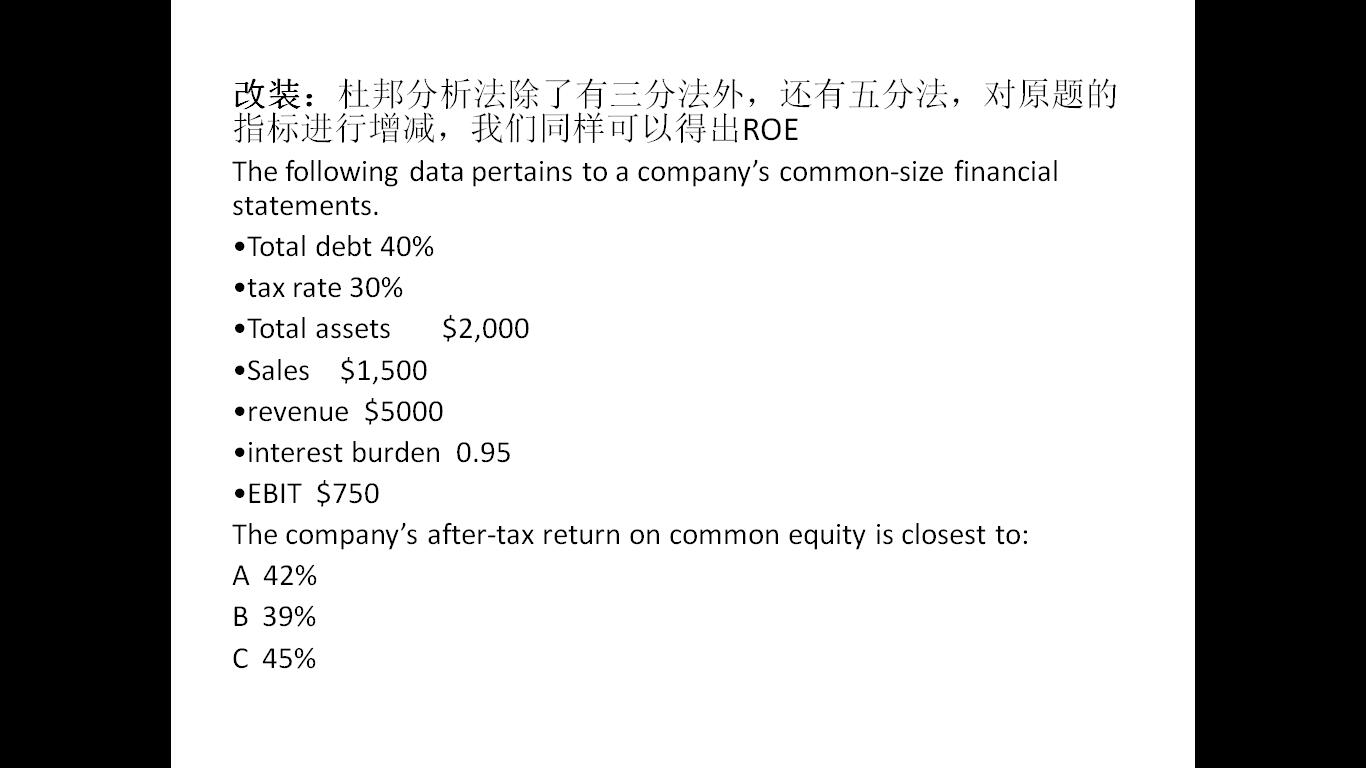 改装：杜邦分析法除了有三分法外，还有五分法，对原题的
指标进行增减，我们同样可以得出ROE
The following data pertains to a company’s common-size financial
statements.
•Total debt 40%
•tax rate 30%
•Total assets $2,000
•Sales $1,500
•revenue $5000
•interest burden 0.95
•EBIT $750
The company’s after-tax return on common equity is closest to:
A 42%
B 39%
C 45%